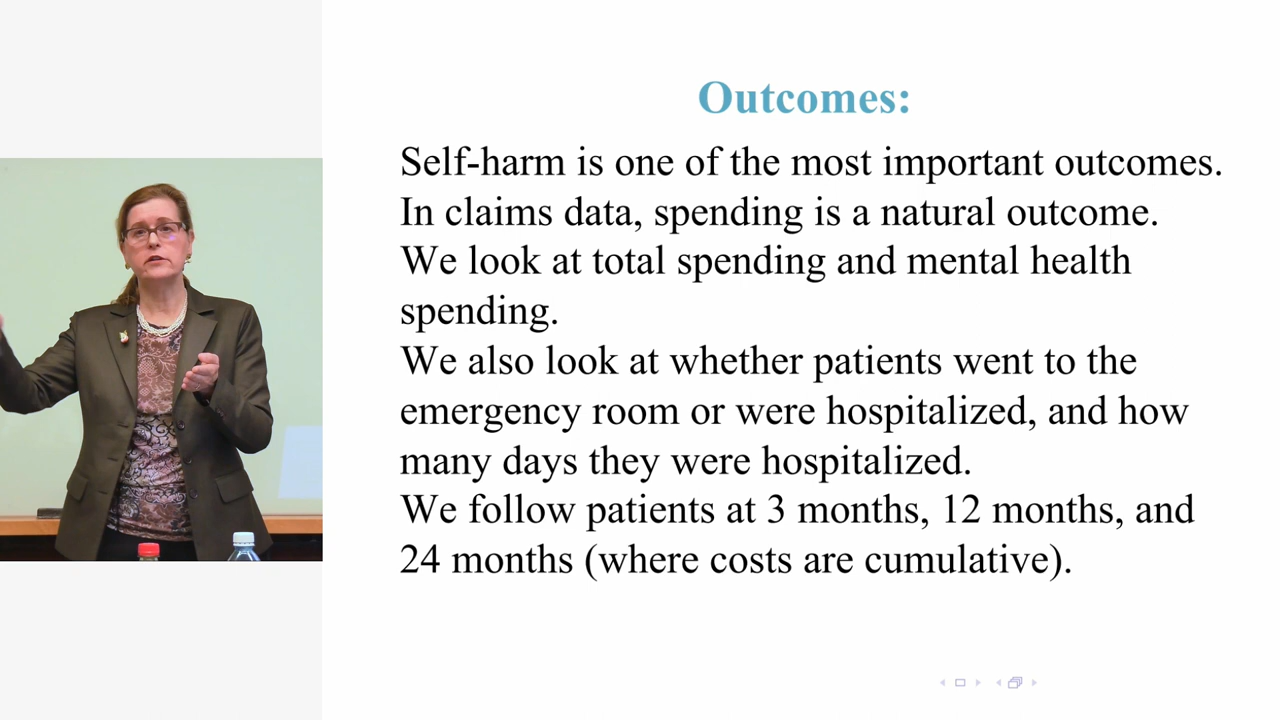 Outcomes:
Self-harm is one of the most important outcomes.
In claims data, spending is a natural outcome.
We look at total spending and mental health
spending.
We also look at whether patients went to the
emergency room or were hospitalized, and how
many days they were hospitalized.
We follow patients at 3 months, 12 months, and
24 months (where costs are cumulative).